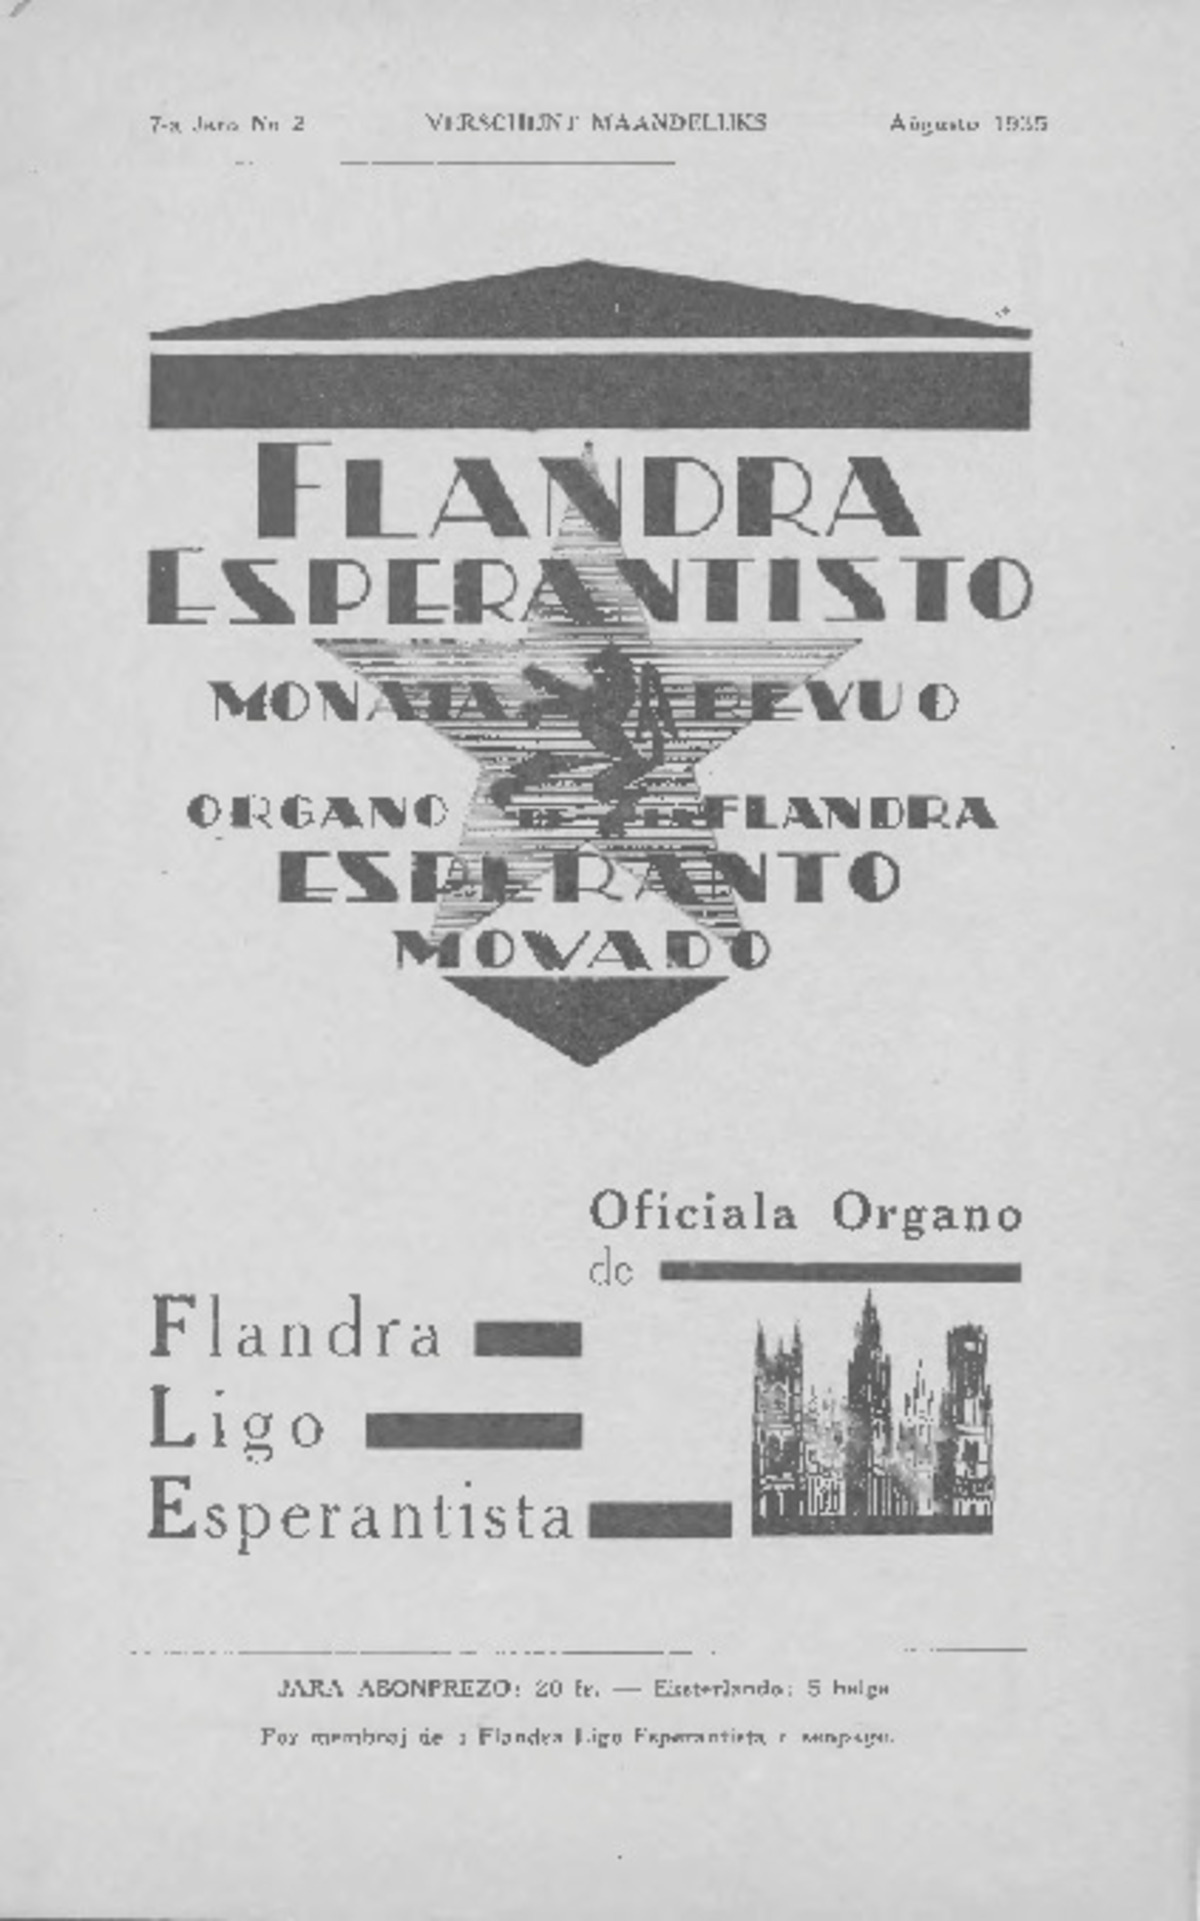 7-a Jaro Nr 2 VERSCHIJNT MAANDELIJKS Aŭgusto 1935
FLANDRA
ESPERANTISTO
MONATA REVUO
ORGANO DE LA FLANDRA
ESPERANTO
MOVADO
Oficiala Organo
de
Flandra
Ligo
Esperantista
JARA ABONPREZO: 20 fr. — Eksterlando: 5 belga
Por membroj de « Flandra Ligo Esperantista » senpage.